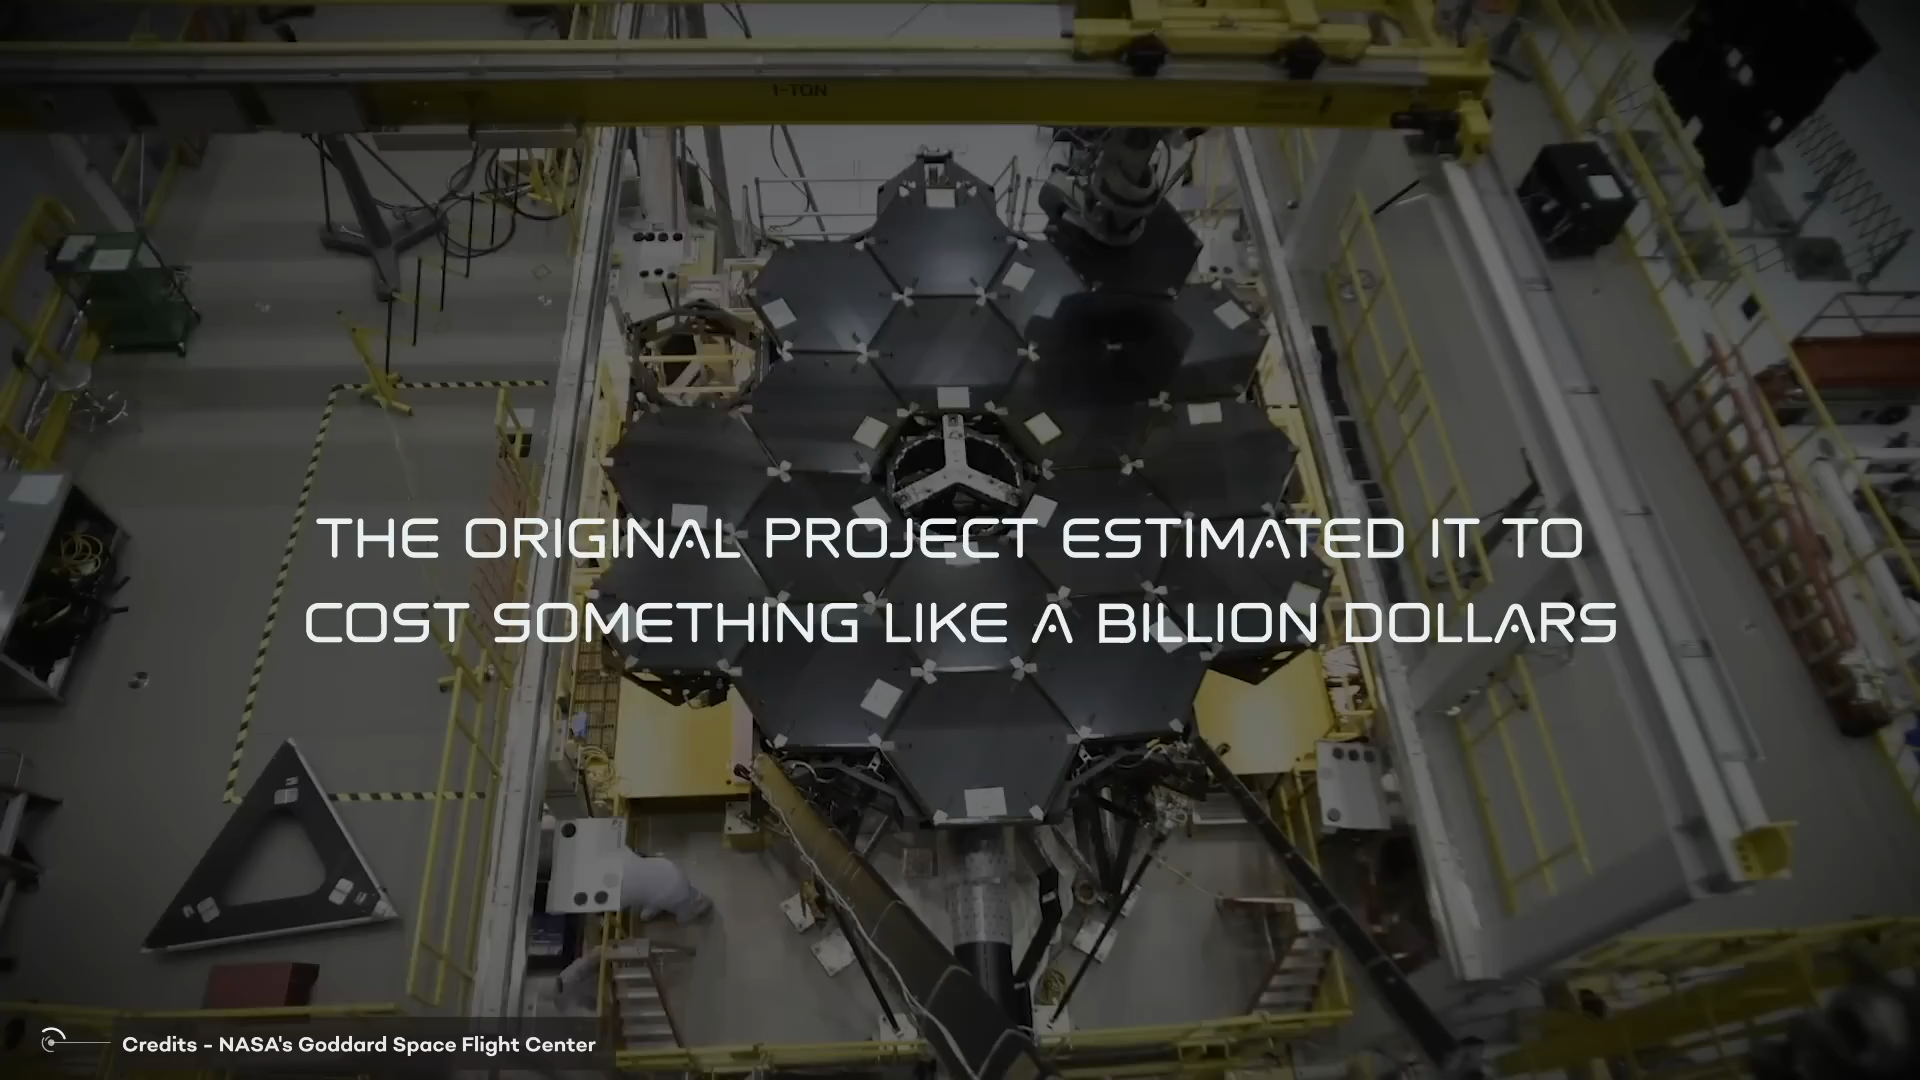 1-TON
THE ORIGINAL PROJECT ESTIMATED IT TO
COST SOMETHING LIKE A BILLION DOLLARS
Credits - NASA's Goddard Space Flight Center